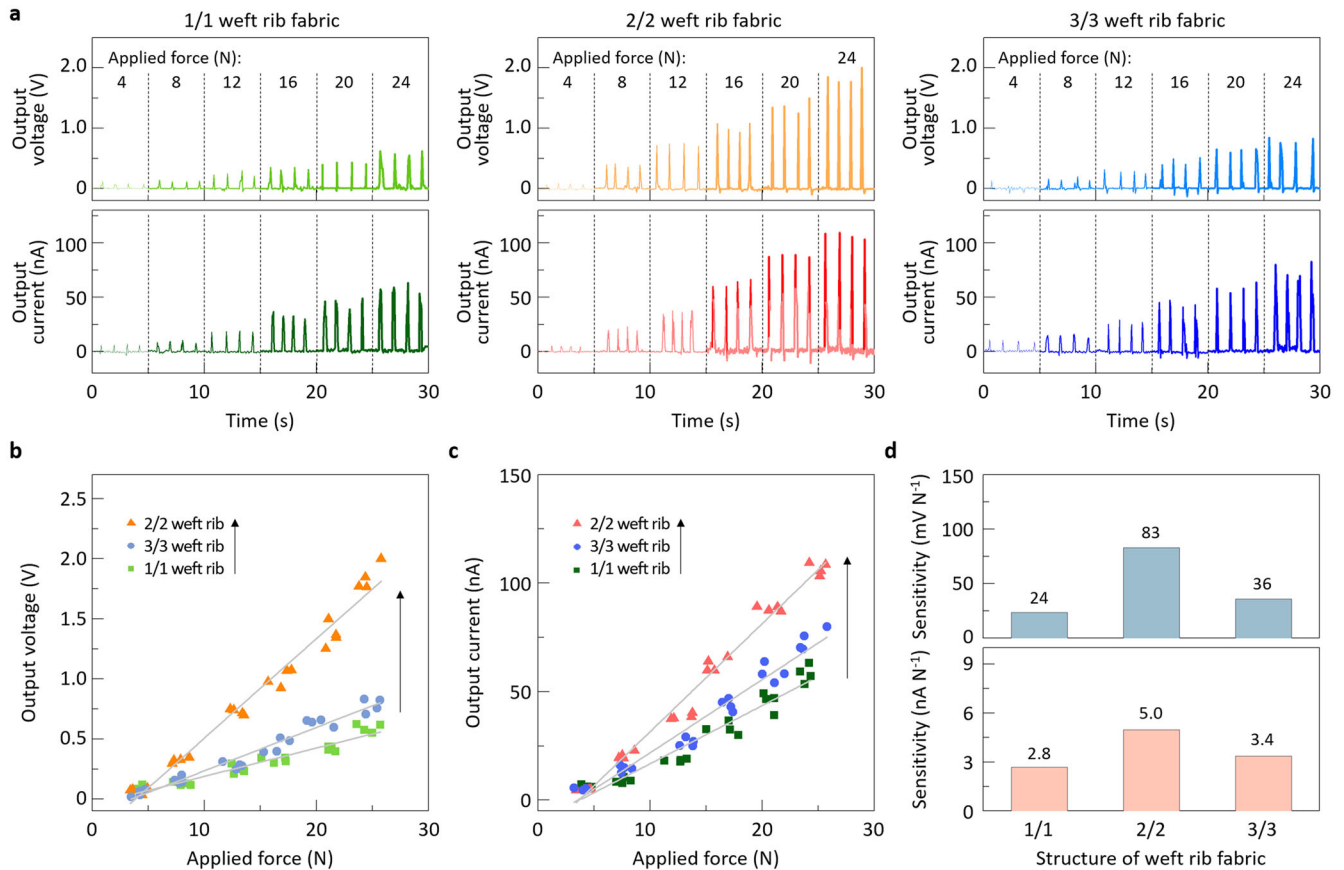 a
1/1 weft rib fabric
2/2 weft rib fabric
3/3 weft rib fabric
Output voltage (V)
2.0
1.0
0
Applied force (N):
4 8 12 16 20 24
Output voltage (V)
2.0
1.0
0
Applied force (N):
4 8 12 16 20 24
Output voltage (V)
2.0
1.0
0
Applied force (N):
4 8 12 16 20 24
Output current (nA)
100
50
0
0 10 20 30
Time (s)
Output current (nA)
100
50
0
0 10 20 30
Time (s)
Output current (nA)
100
50
0
0 10 20 30
Time (s)
b
Output voltage (V)
2.5
2.0
1.5
1.0
0.5
0
2/2 weft rib
3/3 weft rib
1/1 weft rib
0 10 20 30
Applied force (N)
c
Output current (nA)
150
100
50
0
2/2 weft rib
3/3 weft rib
1/1 weft rib
0 10 20 30
Applied force (N)
d
Sensitivity (mV N⁻¹)
150
100
75
50
25
0
24
83
36
Sensitivity (nA N⁻¹)
9
6
3
0
2.8
5.0
3.4
1/1 2/2 3/3
Structure of weft rib fabric